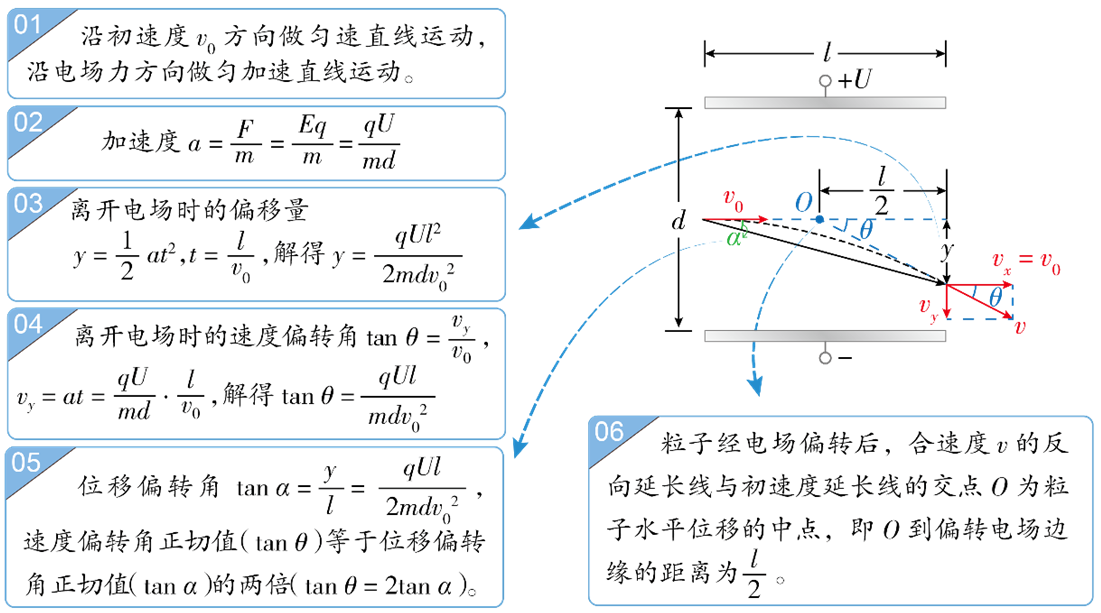 01
沿初速度 v₀ 方向做匀速直线运动，
沿电场力方向做匀加速直线运动。
02
加速度 a = F/m = Eq/m = qU/md
03
离开电场时的偏移量
y = 1/2 at², t = l/v₀ , 解得 y = qUl²/2mdv₀²
04
离开电场时的速度偏转角 tan θ = v_y/v₀ ,
v_y = at = qU/md · l/v₀ , 解得 tan θ = qUl/mdv₀²
05
位移偏转角 tan α = y/l = qUl/2mdv₀² ,
速度偏转角正切值( tan θ )等于位移偏转
角正切值( tan α )的两倍( tan θ = 2tan α )。
l
+U
l/2
v₀
O
d
α
θ
y
v_x = v₀
θ
v_y
v
−
06
粒子经电场偏转后，合速度 v 的反
向延长线与初速度延长线的交点 O 为粒
子水平位移的中点，即 O 到偏转电场边
缘的距离为 l/2 。